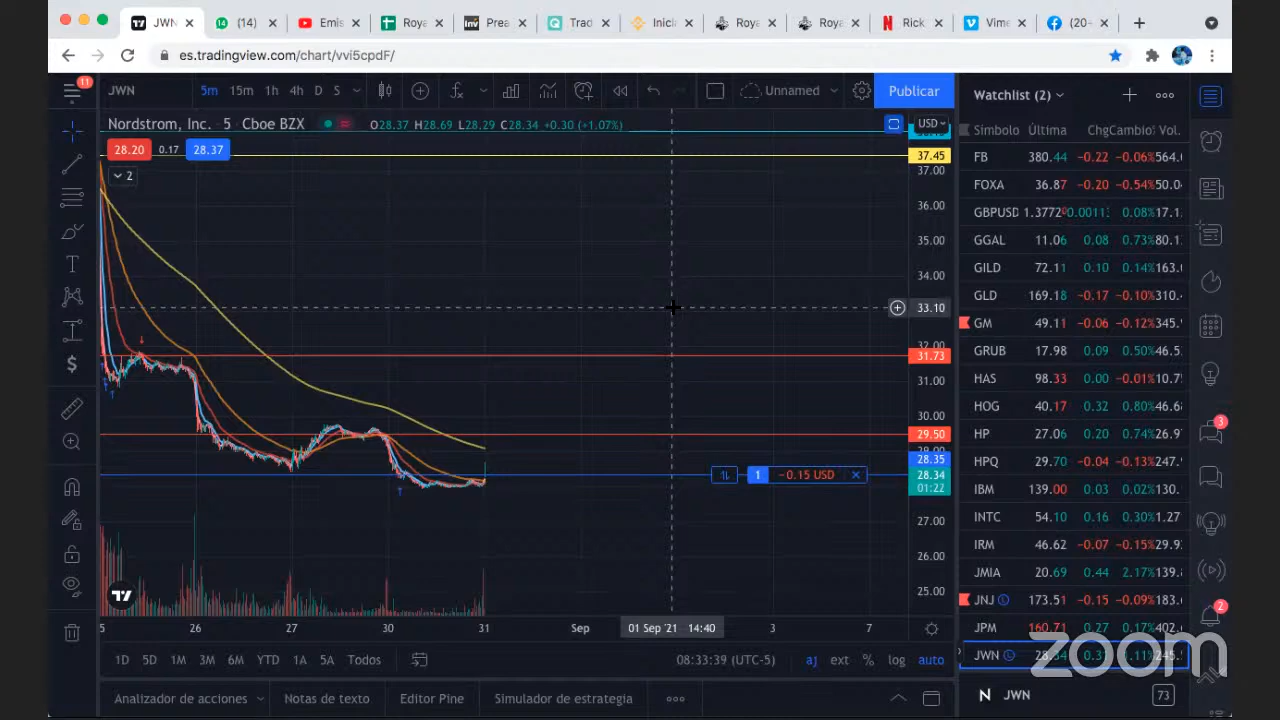 JWN
(14)
Emis
Roya
Prea
Trad
Inici
Roya
Roya
Rick
Vime
(20+
es.tradingview.com/chart/vvi5cpdF/
11
JWN 5m 15m 1h 4h D S
Unnamed
Publicar
Watchlist (2)
Nordstrom, Inc. · 5 · Cboe BZX O28.37 H28.69 L28.29 C28.34 +0.30 (+1.07%)
USD
28.20 0.17 28.37
2
37.45
37.00
36.00
35.00
34.00
33.10
32.00
31.73
31.00
30.00
29.50
28.35
28.34
01:22
27.00
26.00
25.00
1 −0.15 USD
Símbolo Última Chg Cambio% Vol.
FB 380.44 −0.22 −0.06% 564.
FOXA 36.87 −0.20 −0.54% 50.0
GBPUSD 1.3772 0.0011 0.08% 17.1
GGAL 11.06 0.08 0.73% 80.1
GILD 72.11 0.10 0.14% 163.
GLD 169.18 −0.17 −0.10% 310.
GM 49.11 −0.06 −0.12% 345.
GRUB 17.98 0.09 0.50% 46.5
HAS 98.33 0.00 −0.01% 10.7
HOG 40.17 0.32 0.80% 46.6
HP 27.06 0.20 0.74% 26.9
HPQ 29.70 −0.04 −0.13% 247.
IBM 139.00 0.03 0.02% 130.
INTC 54.10 0.16 0.30% 1.27
IRM 46.62 −0.07 −0.15% 29.9
JMIA 20.69 0.44 2.17% 139.
JNJ 173.51 −0.15 −0.09% 183.
JPM 160.71 0.27 0.17% 402.
JWN 28.34
3
2
5 26 27 30 31 Sep 01 Sep '21 14:40 3 7
1D 5D 1M 3M 6M YTD 1A 5A Todos
08:33:39 (UTC-5) aj ext % log auto
Analizador de acciones Notas de texto Editor Pine Simulador de estrategia
N JWN 73
zoom